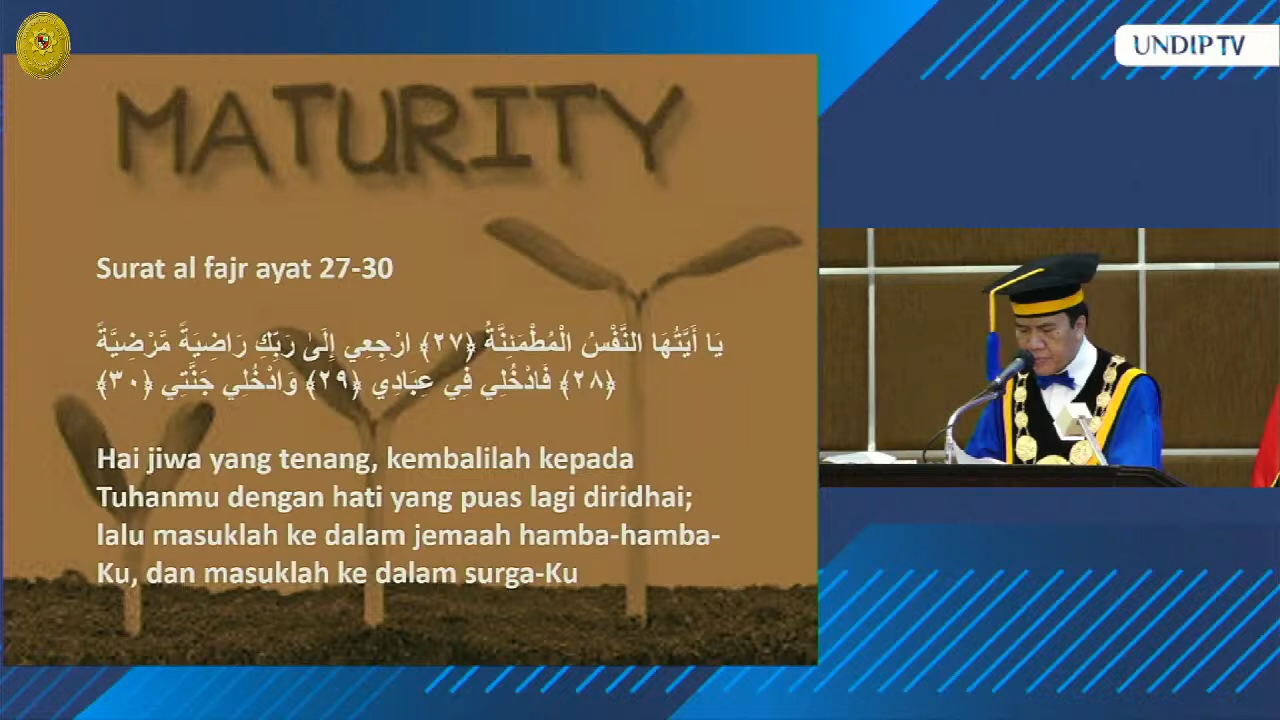 UNDIP TV
MATURITY
Surat al fajr ayat 27-30
يَا أَيَّتُهَا النَّفْسُ الْمُطْمَئِنَّةُ ﴿٢٧﴾ ارْجِعِي إِلَىٰ رَبِّكِ رَاضِيَةً مَّرْضِيَّةً
﴿٢٨﴾ فَادْخُلِي فِي عِبَادِي ﴿٢٩﴾ وَادْخُلِي جَنَّتِي ﴿٣٠﴾
Hai jiwa yang tenang, kembalilah kepada
Tuhanmu dengan hati yang puas lagi diridhai;
lalu masuklah ke dalam jemaah hamba-hamba-
Ku, dan masuklah ke dalam surga-Ku